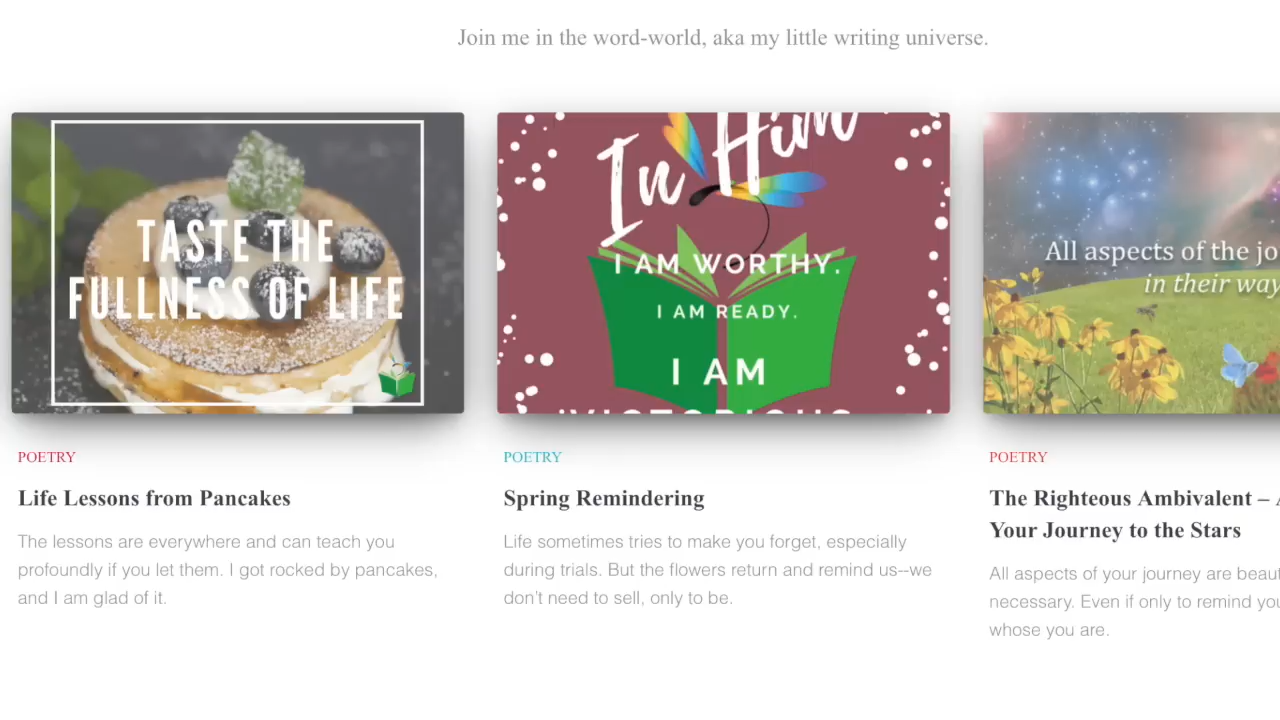 Join me in the word-world, aka my little writing universe.
TASTE THE
FULLNESS OF LIFE
POETRY
Life Lessons from Pancakes
The lessons are everywhere and can teach you
profoundly if you let them. I got rocked by pancakes,
and I am glad of it.
In Him
I AM WORTHY.
I AM READY.
I AM
VICTORIOUS
POETRY
Spring Remindering
Life sometimes tries to make you forget, especially
during trials. But the flowers return and remind us--we
don't need to sell, only to be.
All aspects of the jo
in their way
POETRY
The Righteous Ambivalent –
Your Journey to the Stars
All aspects of your journey are beaut
necessary. Even if only to remind you
whose you are.